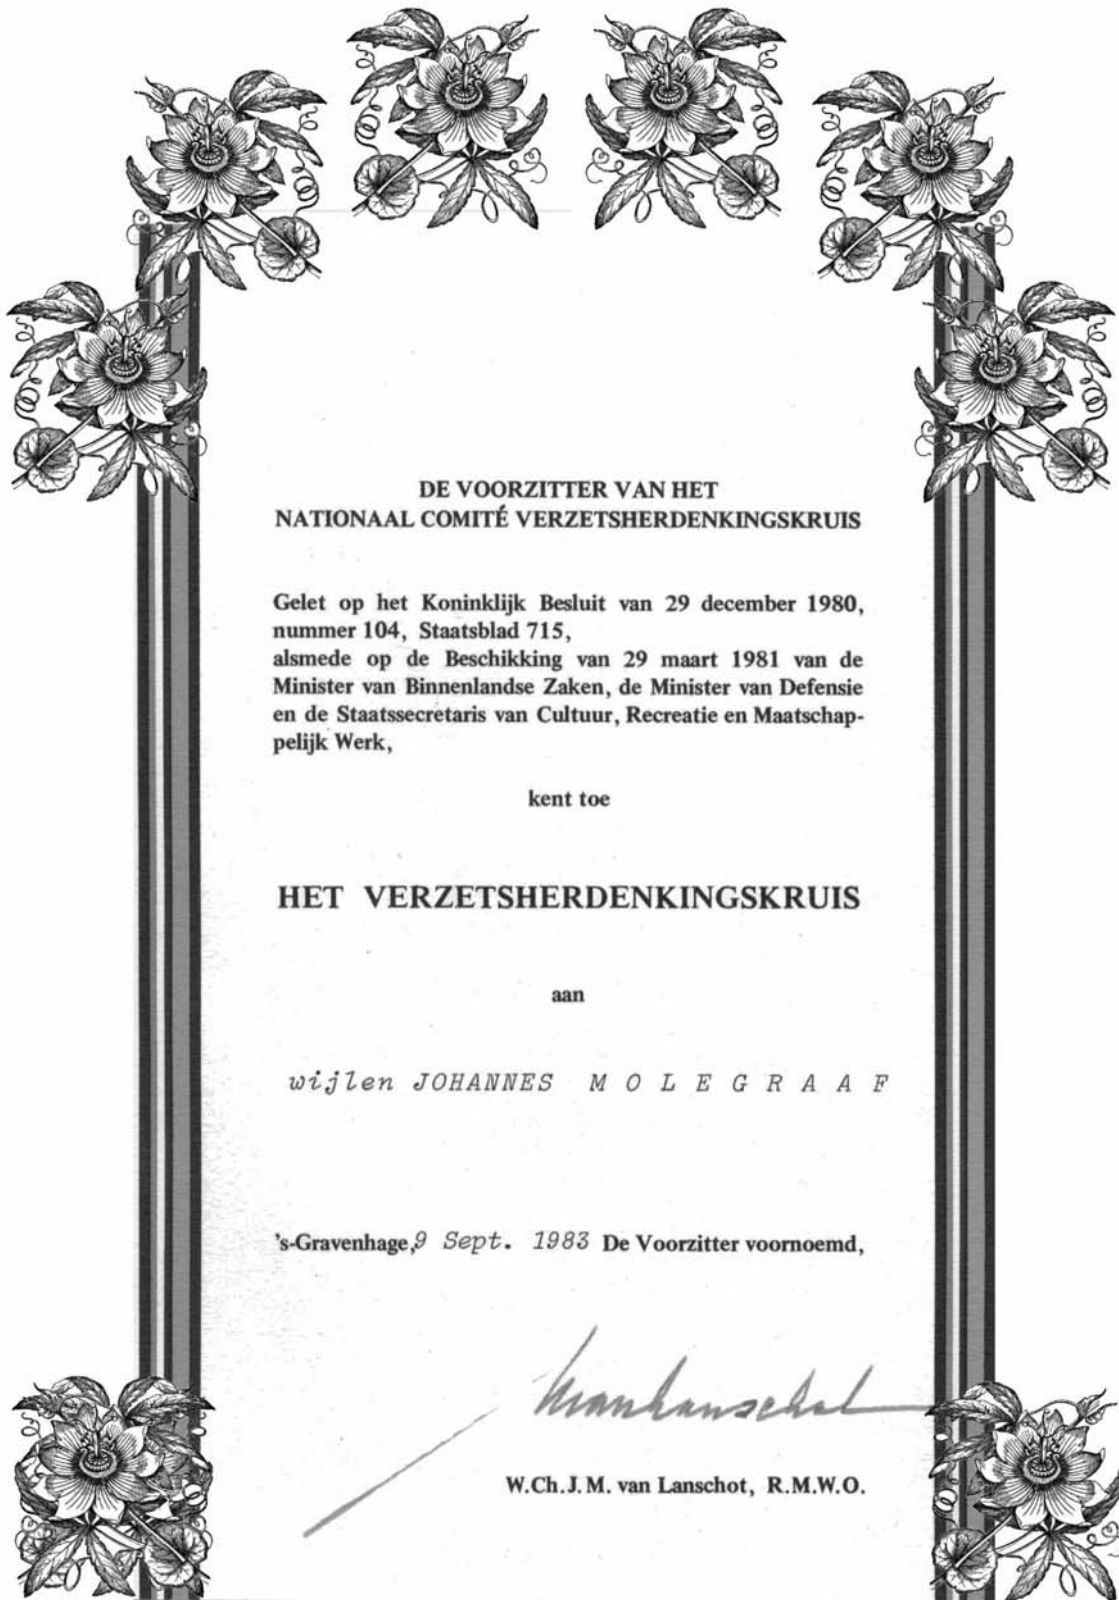 DE VOORZITTER VAN HET
NATIONAAL COMITÉ VERZETSHERDENKINGSKRUIS
Gelet op het Koninklijk Besluit van 29 december 1980,
nummer 104, Staatsblad 715,
alsmede op de Beschikking van 29 maart 1981 van de
Minister van Binnenlandse Zaken, de Minister van Defensie
en de Staatssecretaris van Cultuur, Recreatie en Maatschap-
pelijk Werk,
kent toe
HET VERZETSHERDENKINGSKRUIS
aan
wijlen JOHANNES M O L E G R A A F
's-Gravenhage, 9 Sept. 1983 De Voorzitter voornoemd,
W.Ch.J.M. van Lanschot, R.M.W.O.